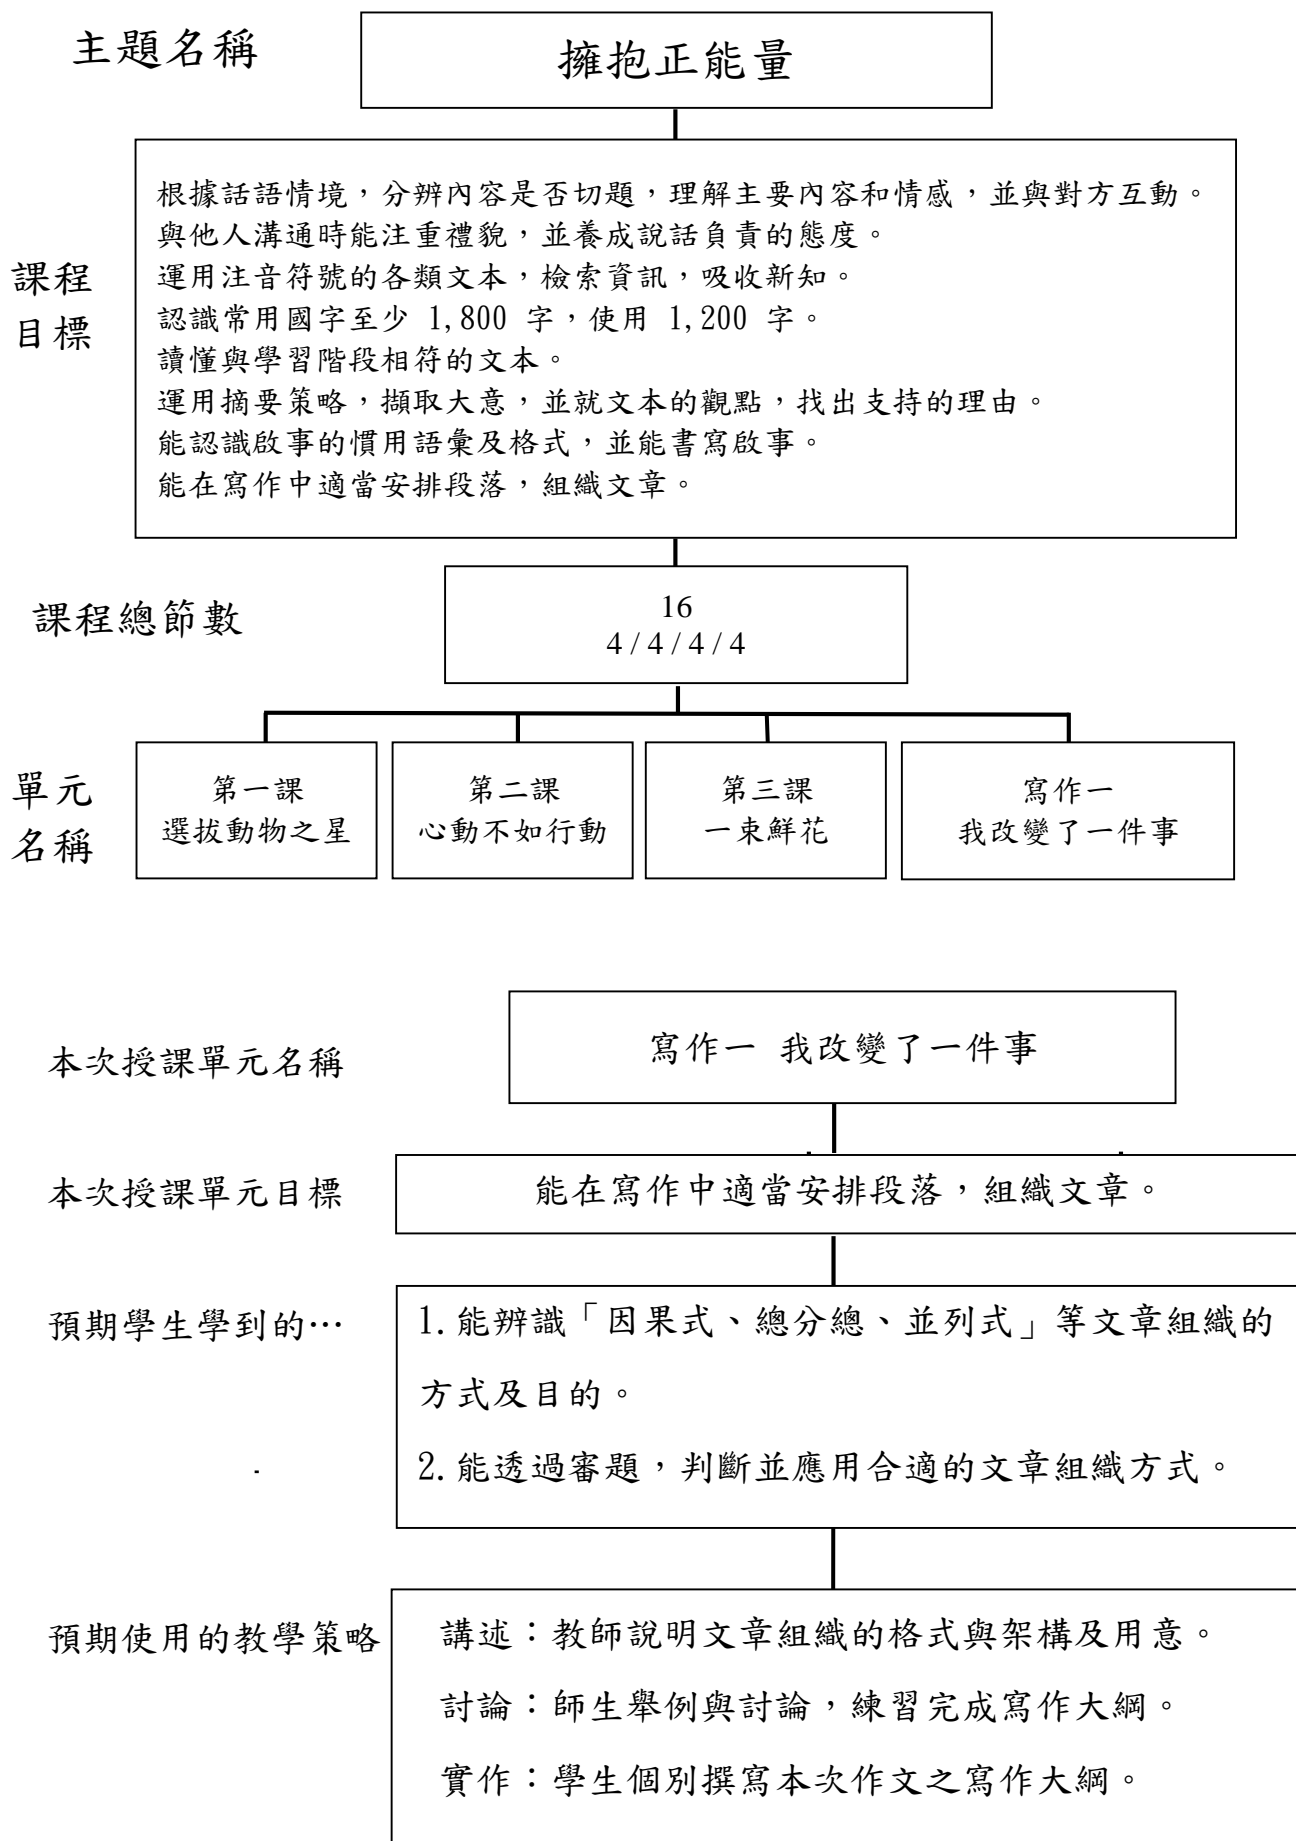 主題名稱
擁抱正能量
課程
目標
根據話語情境，分辨內容是否切題，理解主要內容和情感，並與對方互動。
與他人溝通時能注重禮貌，並養成說話負責的態度。
運用注音符號的各類文本，檢索資訊，吸收新知。
認識常用國字至少 1,800 字，使用 1,200 字。
讀懂與學習階段相符的文本。
運用摘要策略，擷取大意，並就文本的觀點，找出支持的理由。
能認識啟事的慣用語彙及格式，並能書寫啟事。
能在寫作中適當安排段落，組織文章。
課程總節數
16
4 / 4 / 4 / 4
單元
名稱
第一課
選拔動物之星
第二課
心動不如行動
第三課
一束鮮花
寫作一
我改變了一件事
本次授課單元名稱
寫作一 我改變了一件事
本次授課單元目標
能在寫作中適當安排段落，組織文章。
預期學生學到的…
1.能辨識「因果式、總分總、並列式」等文章組織的
方式及目的。
2.能透過審題，判斷並應用合適的文章組織方式。
預期使用的教學策略
講述：教師說明文章組織的格式與架構及用意。
討論：師生舉例與討論，練習完成寫作大綱。
實作：學生個別撰寫本次作文之寫作大綱。